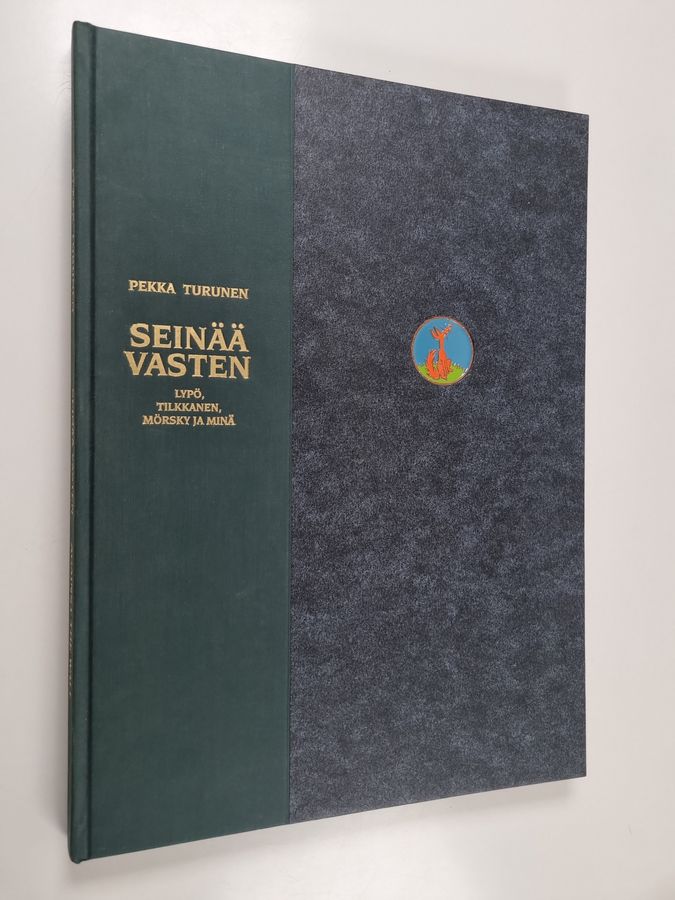 PEKKA TURUNEN
SEINÄÄ
VASTEN
LYPÖ,
TILKKANEN,
MÖRSKY JA MINÄ